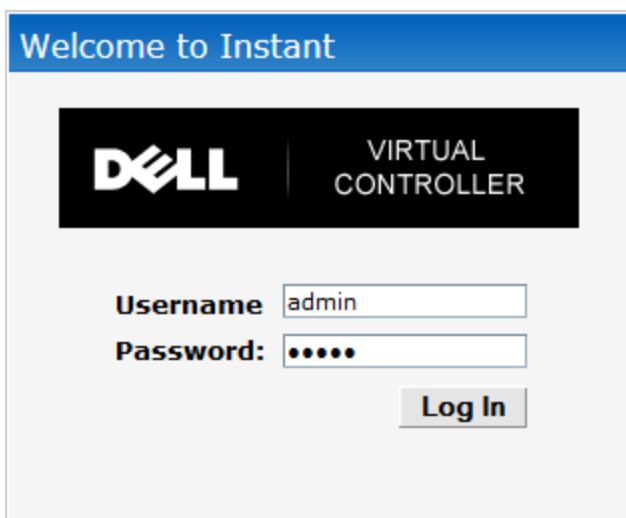 Welcome to Instant
DELL
VIRTUAL
CONTROLLER
Username admin
Password: •••••
Log In